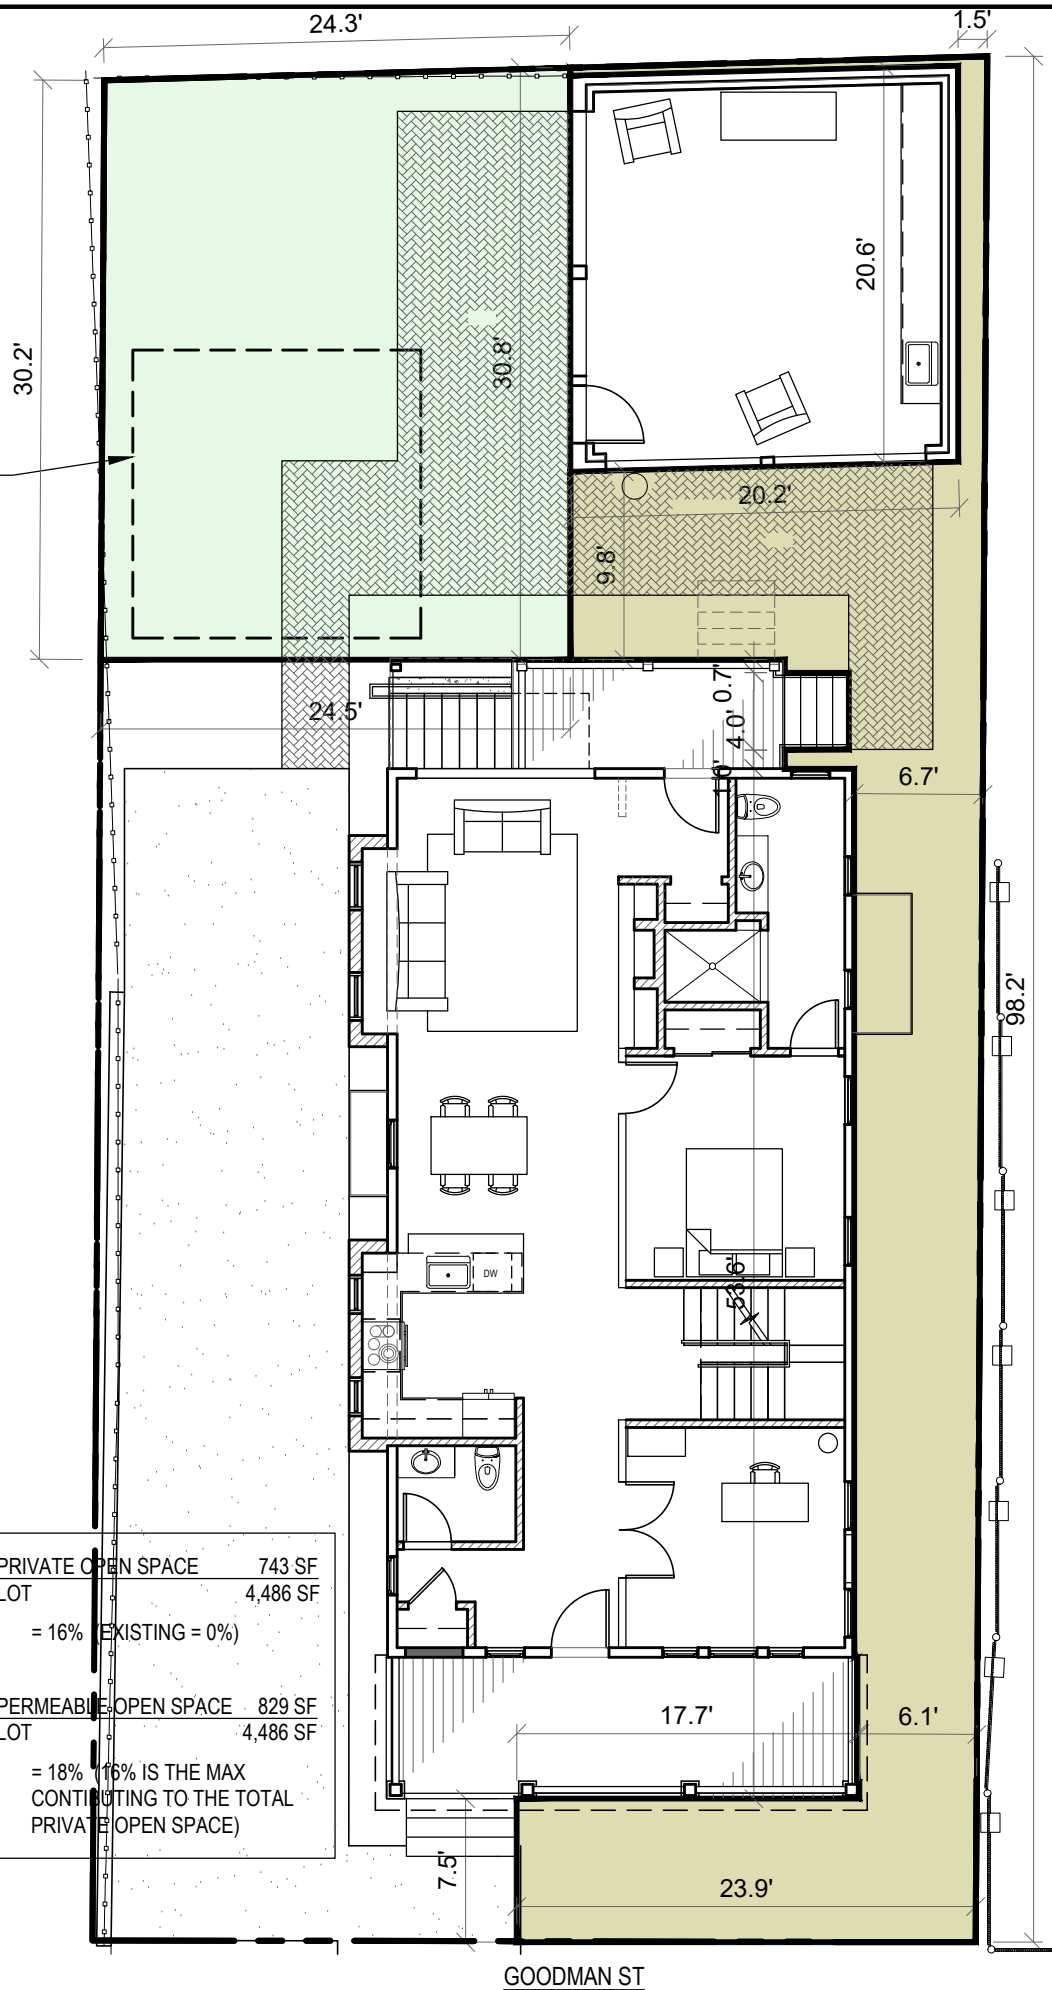 24.3'
1.5'
30.2'
30.8'
20.6'
20.2'
9.8'
0.7'
24.5'
4.0'
6.7'
98.2'
DW
53.6'
PRIVATE OPEN SPACE 743 SF
LOT 4,486 SF
= 16% (EXISTING = 0%)
PERMEABLE OPEN SPACE 829 SF
LOT 4,486 SF
= 18% (16% IS THE MAX
CONTIBUTING TO THE TOTAL
PRIVATE OPEN SPACE)
17.7'
6.1'
7.5'
23.9'
GOODMAN ST